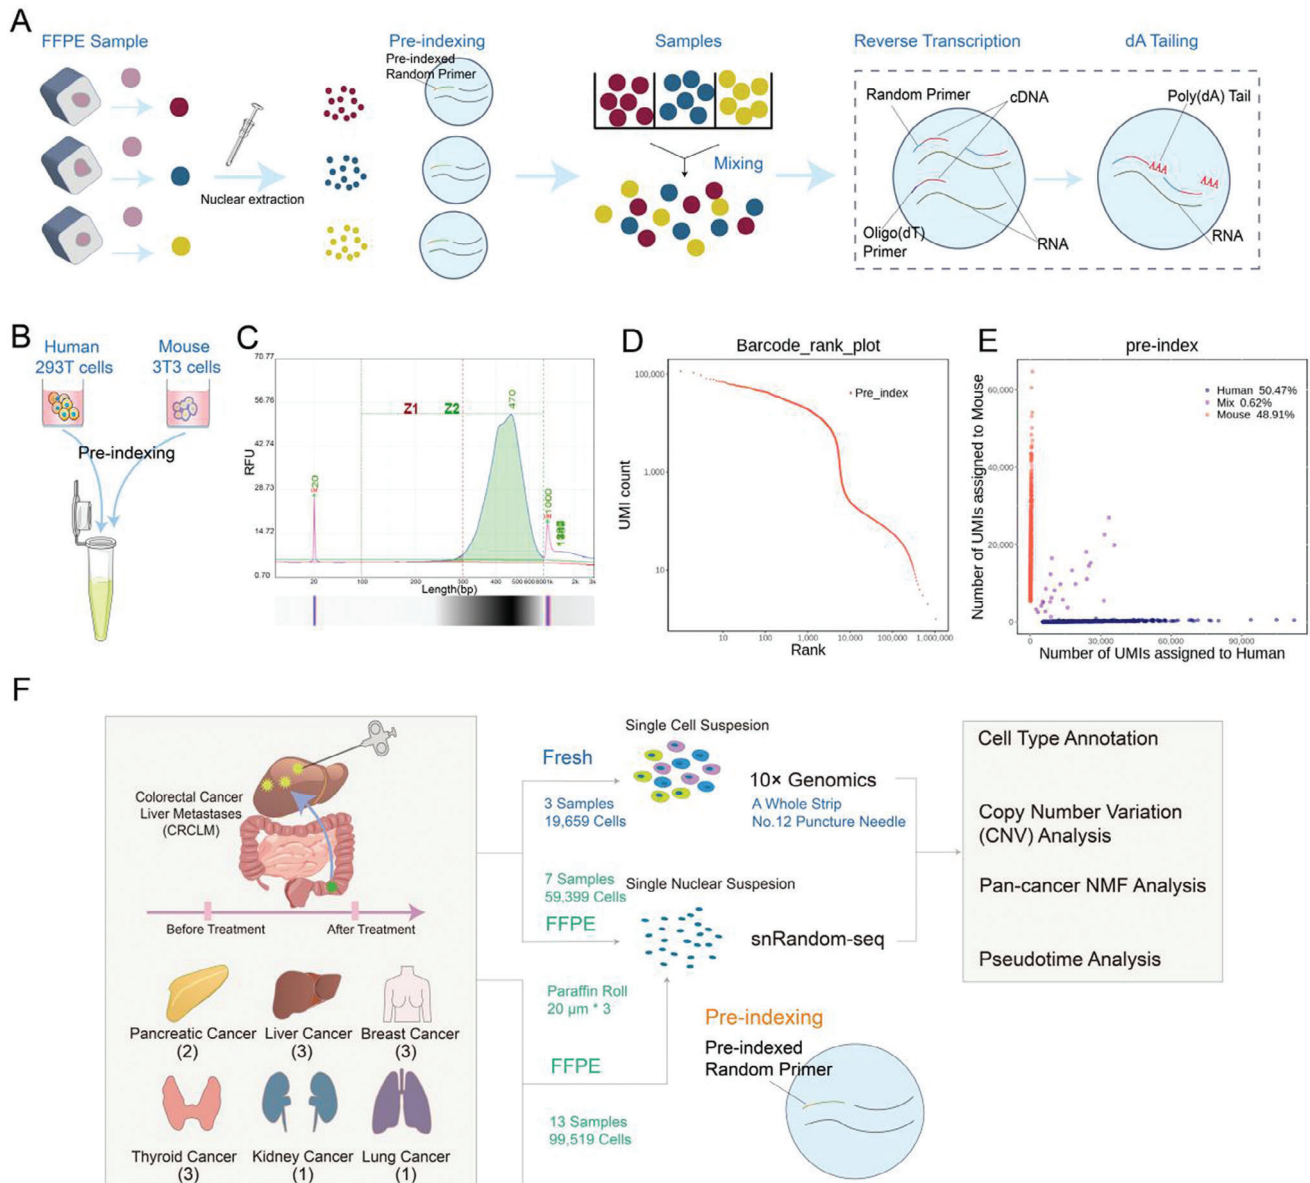 A
FFPE Sample
Pre-indexing
Samples
Reverse Transcription
dA Tailing
Pre-indexed
Random Primer
Nuclear extraction
Mixing
Random Primer
cDNA
Oligo(dT)
Primer
RNA
Poly(dA) Tail
AAA
AAA
RNA
B
Human
293T cells
Mouse
3T3 cells
Pre-indexing
C
70.77
56.76
42.74
28.73
14.72
0.70
RFU
Z1
Z2
470
20
1000
20
100
200
300
400
500
600
800
1k
2k
3k
Length(bp)
D
Barcode_rank_plot
Pre_index
100,000
1,000
10
UMI count
10
100
1,000
10,000
100,000
1,000,000
Rank
E
pre-index
Human 50.47%
Mix 0.62%
Mouse 48.91%
60,000
40,000
20,000
0
Number of UMIs assigned to Mouse
0
30,000
60,000
90,000
Number of UMIs assigned to Human
F
Colorectal Cancer
Liver Metastases
(CRCLM)
Before Treatment
After Treatment
Pancreatic Cancer
(2)
Liver Cancer
(3)
Breast Cancer
(3)
Thyroid Cancer
(3)
Kidney Cancer
(1)
Lung Cancer
(1)
Fresh
3 Samples
19,659 Cells
7 Samples
59,399 Cells
FFPE
Paraffin Roll
20 μm * 3
FFPE
13 Samples
99,519 Cells
Single Cell Suspesion
10× Genomics
A Whole Strip
No.12 Puncture Needle
Single Nuclear Suspesion
snRandom-seq
Pre-indexing
Pre-indexed
Random Primer
Cell Type Annotation
Copy Number Variation
(CNV) Analysis
Pan-cancer NMF Analysis
Pseudotime Analysis